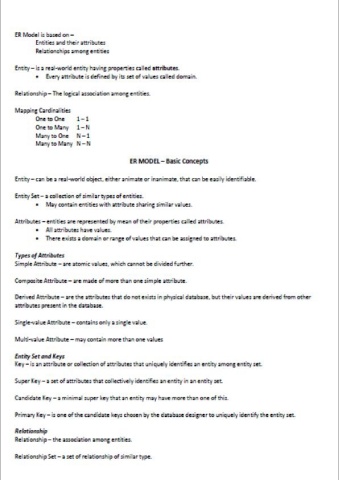 ER Model is based on –
Entities and their attributes
Relationships among entities
Entity – is a real-world entity having properties called attributes.
• Every attribute is defined by its set of values called domain.
Relationship – The logical association among entities.
Mapping Cardinalities
One to One 1 – 1
One to Many 1 – N
Many to One N – 1
Many to Many N – N
ER MODEL – Basic Concepts
Entity – can be a real-world object, either animate or inanimate, that can be easily identifiable.
Entity Set – a collection of similar types of entities.
• May contain entities with attribute sharing similar values.
Attributes – entities are represented by mean of their properties called attributes.
• All attributes have values.
• There exists a domain or range of values that can be assigned to attributes.
Types of Attributes
Simple Attribute – are atomic values, which cannot be divided further.
Composite Attribute – are made of more than one simple attribute.
Derived Attribute – are the attributes that do not exists in physical database, but their values are derived from other
attributes present in the database.
Single-value Attribute – contains only a single value.
Multi-value Attribute – may contain more than one values
Entity Set and Keys
Key – is an attribute or collection of attributes that uniquely identifies an entity among entity set.
Super Key – a set of attributes that collectively identifies an entity in an entity set.
Candidate Key – a minimal super key that an entity may have more than one of this.
Primary Key – is one of the candidate keys chosen by the database designer to uniquely identify the entity set.
Relationship
Relationship – the association among entities.
Relationship Set – a set of relationship of similar type.